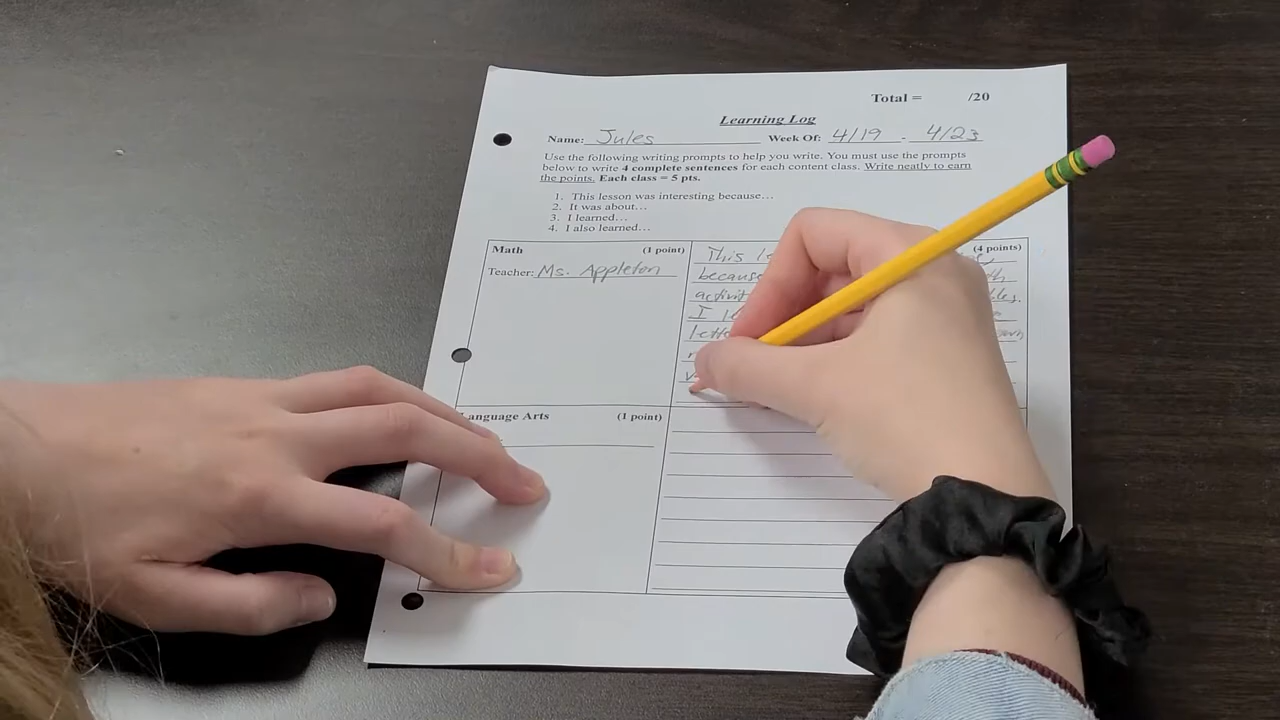 Total = /20
Learning Log
Name: Jules Week Of: 4/19 - 4/23
Use the following writing prompts to help you write. You must use the prompts
below to write 4 complete sentences for each content class. Write neatly to earn
the points. Each class = 5 pts.
1. This lesson was interesting because…
2. It was about…
3. I learned…
4. I also learned…
Math (1 point)
Teacher: Ms. Appleton
(4 points)
This
because
I
Language Arts (1 point)